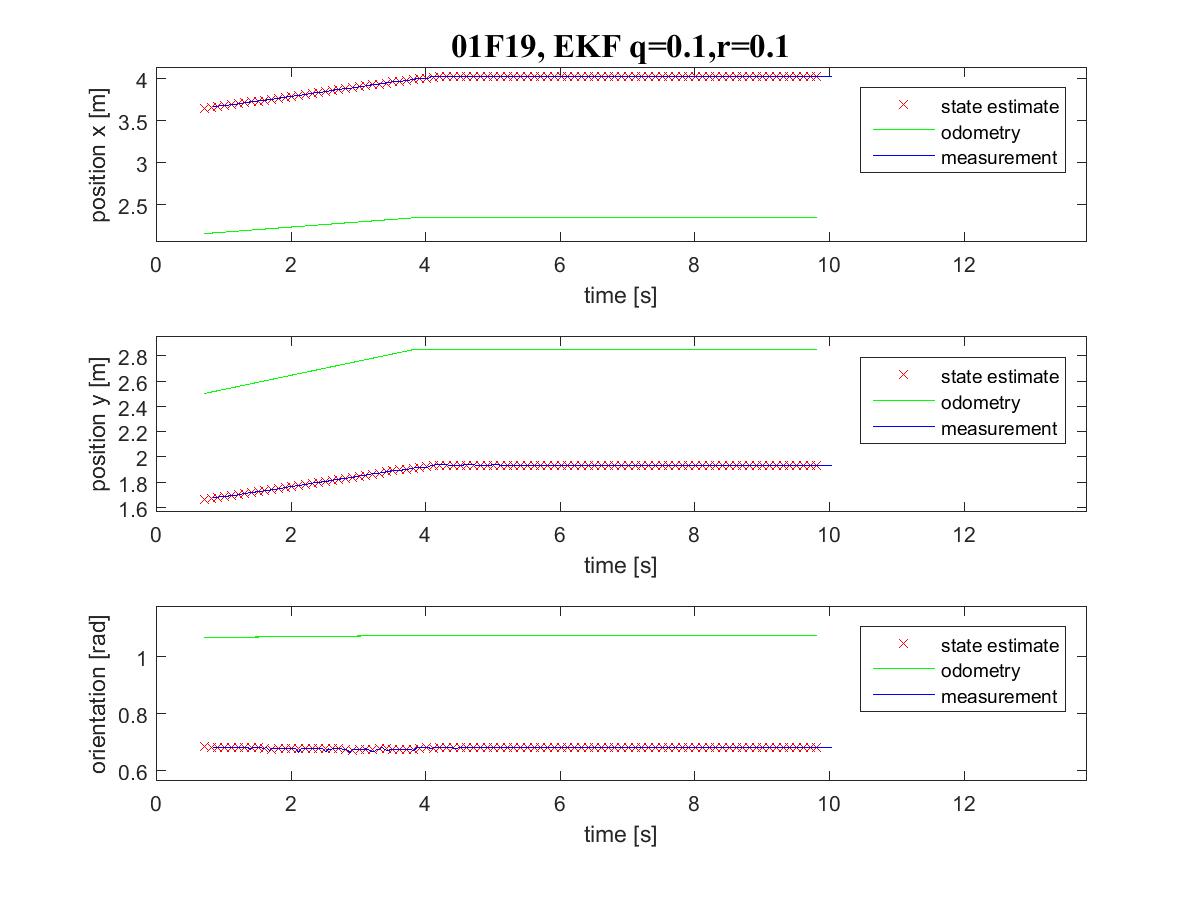 01F19, EKF q=0.1,r=0.1
position x [m]
4
3.5
3
2.5
state estimate
odometry
measurement
0 2 4 6 8 10 12
time [s]
position y [m]
2.8
2.6
2.4
2.2
2
1.8
1.6
state estimate
odometry
measurement
0 2 4 6 8 10 12
time [s]
orientation [rad]
1
0.8
0.6
state estimate
odometry
measurement
0 2 4 6 8 10 12
time [s]